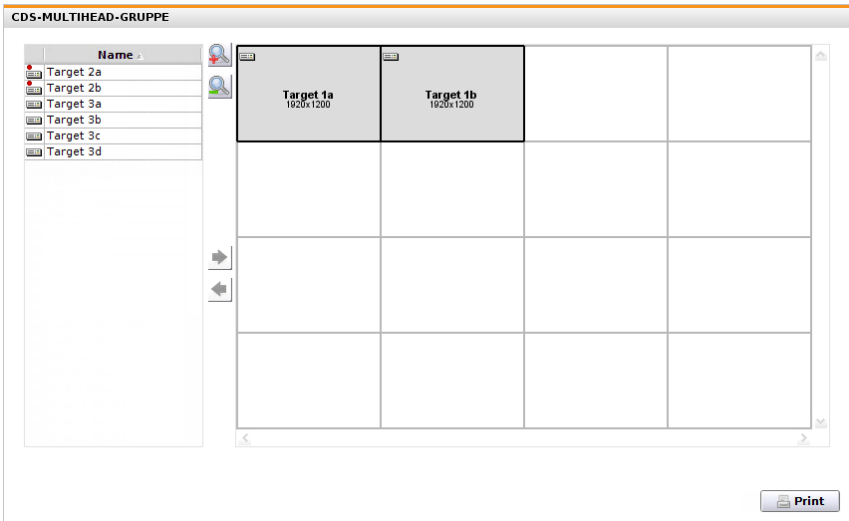 CDS-MULTIHEAD-GRUPPE
Name
Target 2a
Target 2b
Target 3a
Target 3b
Target 3c
Target 3d
Target 1a
1920x1200
Target 1b
1920x1200
Print